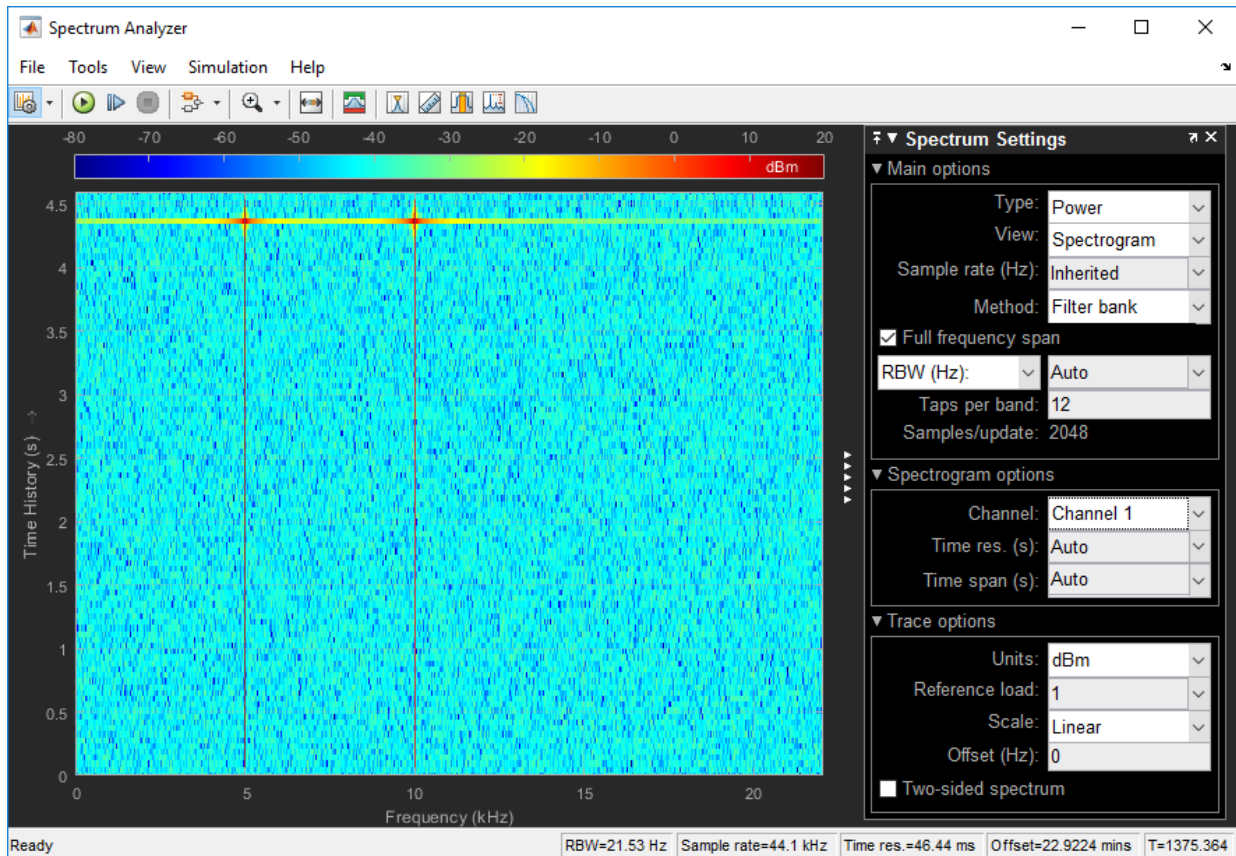 Spectrum Analyzer
File Tools View Simulation Help
-80 -70 -60 -50 -40 -30 -20 -10 0 10 20
dBm
4.5
4
3.5
3
2.5
2
1.5
1
0.5
0
Time History (s) →
0 5 10 15 20
Frequency (kHz)
Spectrum Settings
Main options
Type: Power
View: Spectrogram
Sample rate (Hz): Inherited
Method: Filter bank
Full frequency span
RBW (Hz): Auto
Taps per band: 12
Samples/update: 2048
Spectrogram options
Channel: Channel 1
Time res. (s): Auto
Time span (s): Auto
Trace options
Units: dBm
Reference load: 1
Scale: Linear
Offset (Hz): 0
Two-sided spectrum
Ready RBW=21.53 Hz Sample rate=44.1 kHz Time res.=46.44 ms Offset=22.9224 mins T=1375.364